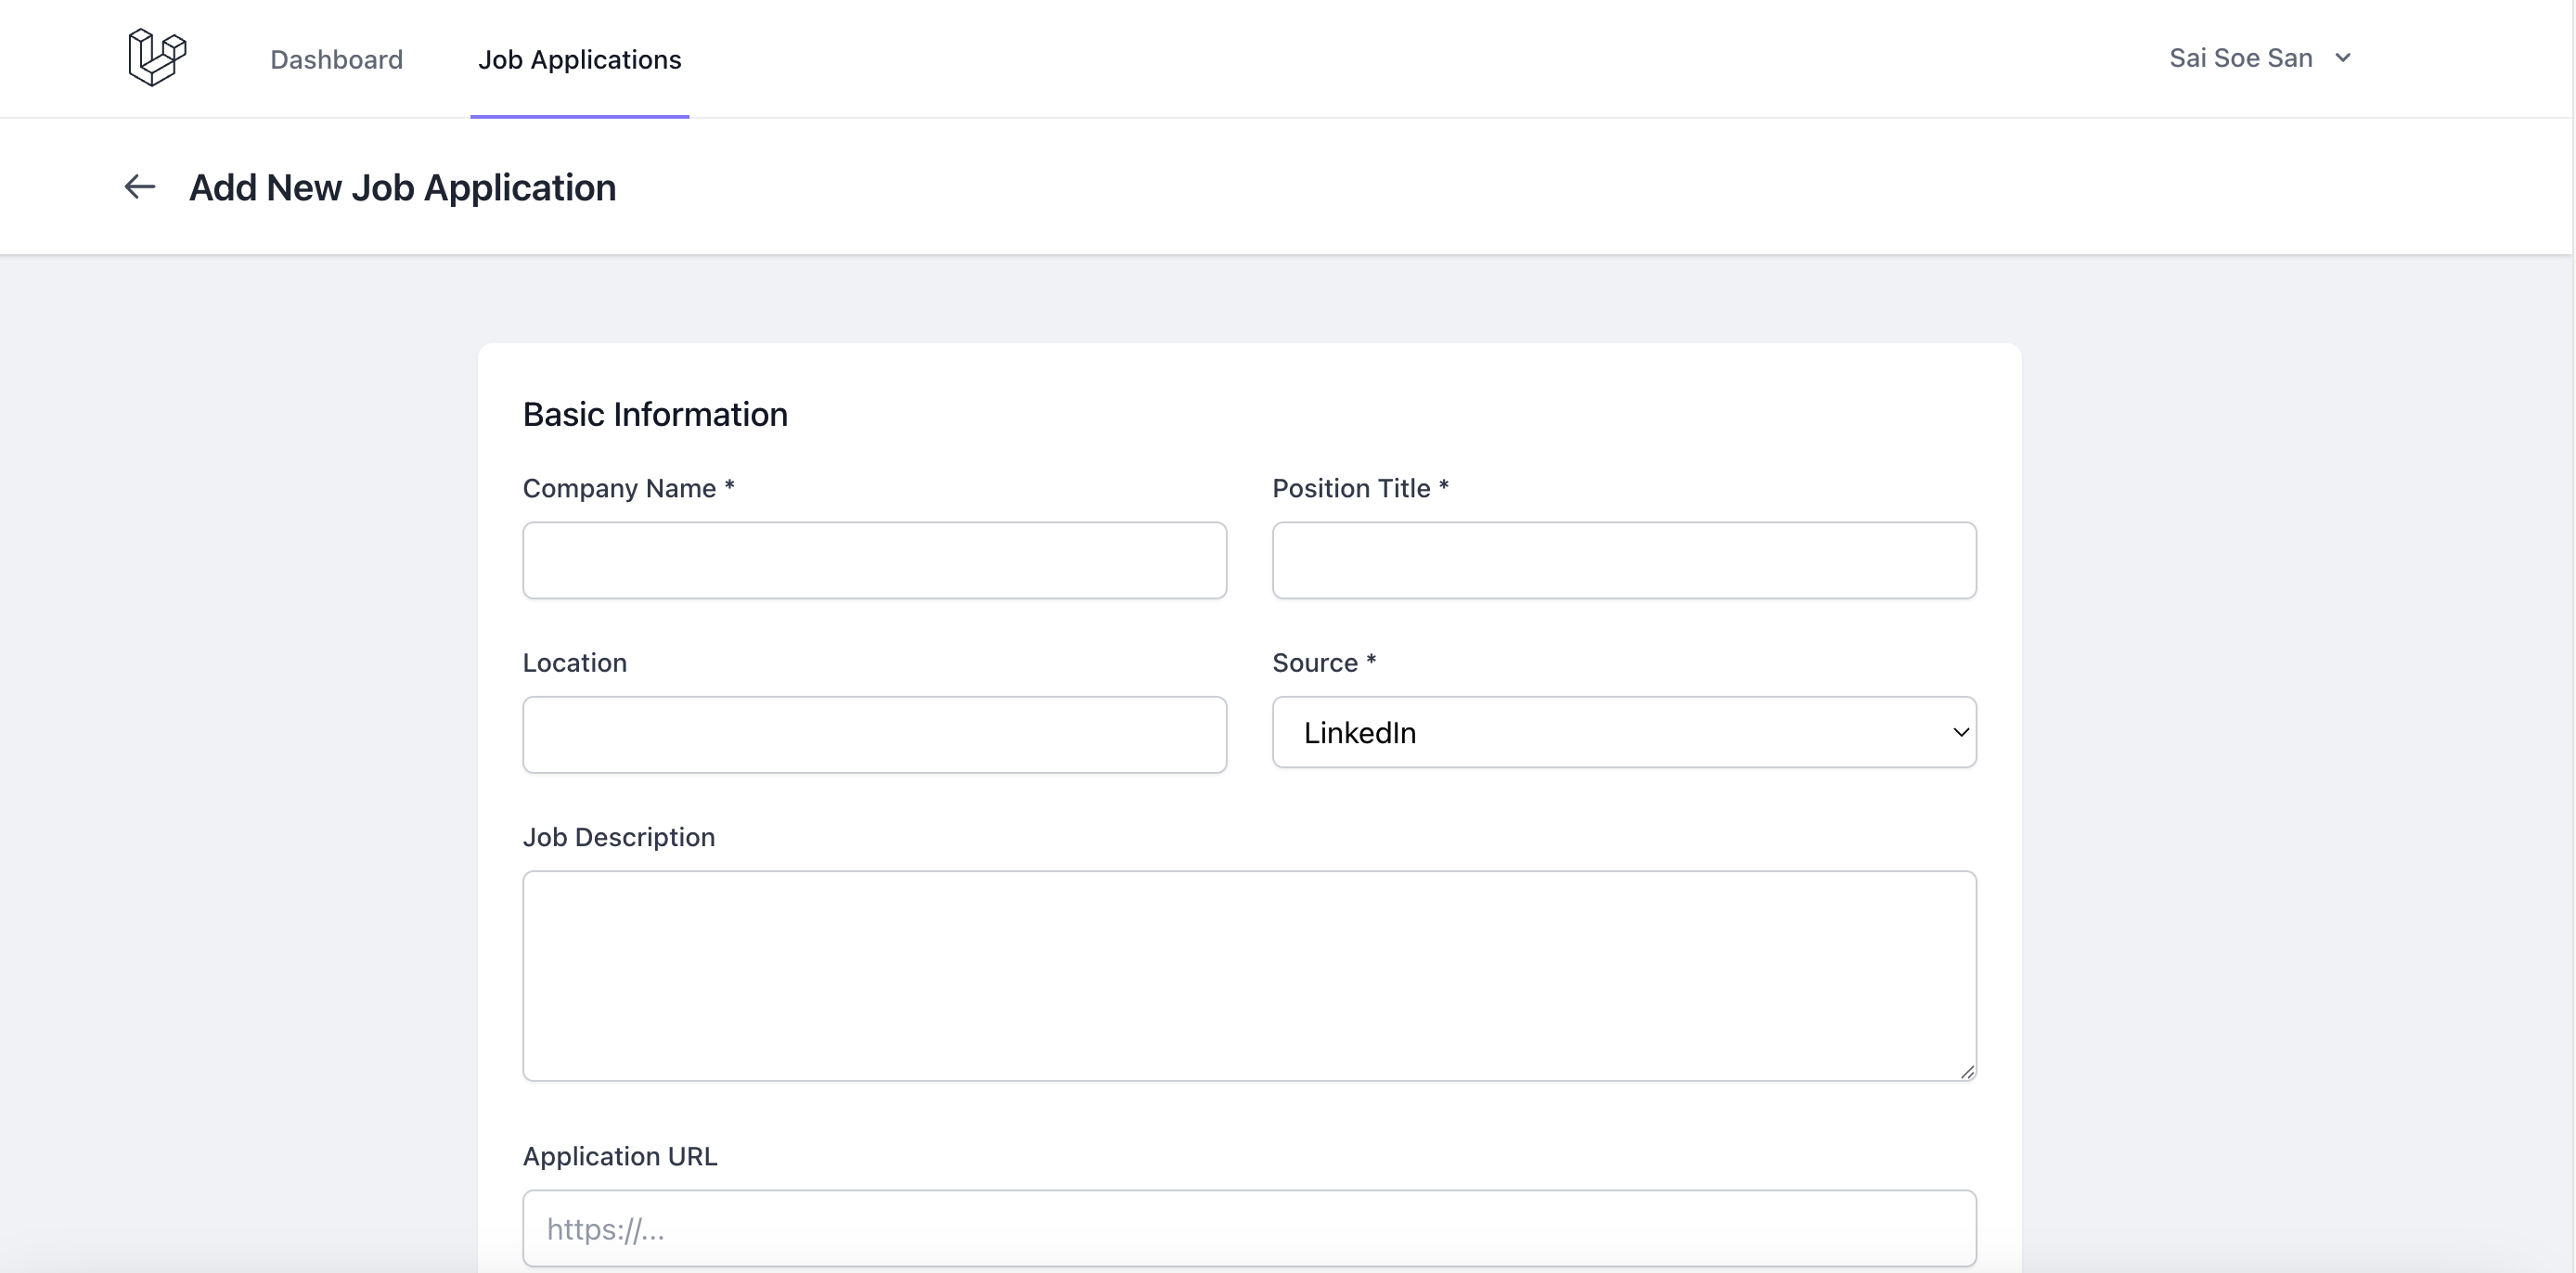 Dashboard
Job Applications
Sai Soe San
Add New Job Application
Basic Information
Company Name *
Position Title *
Location
Source *
LinkedIn
Job Description
Application URL
https://...